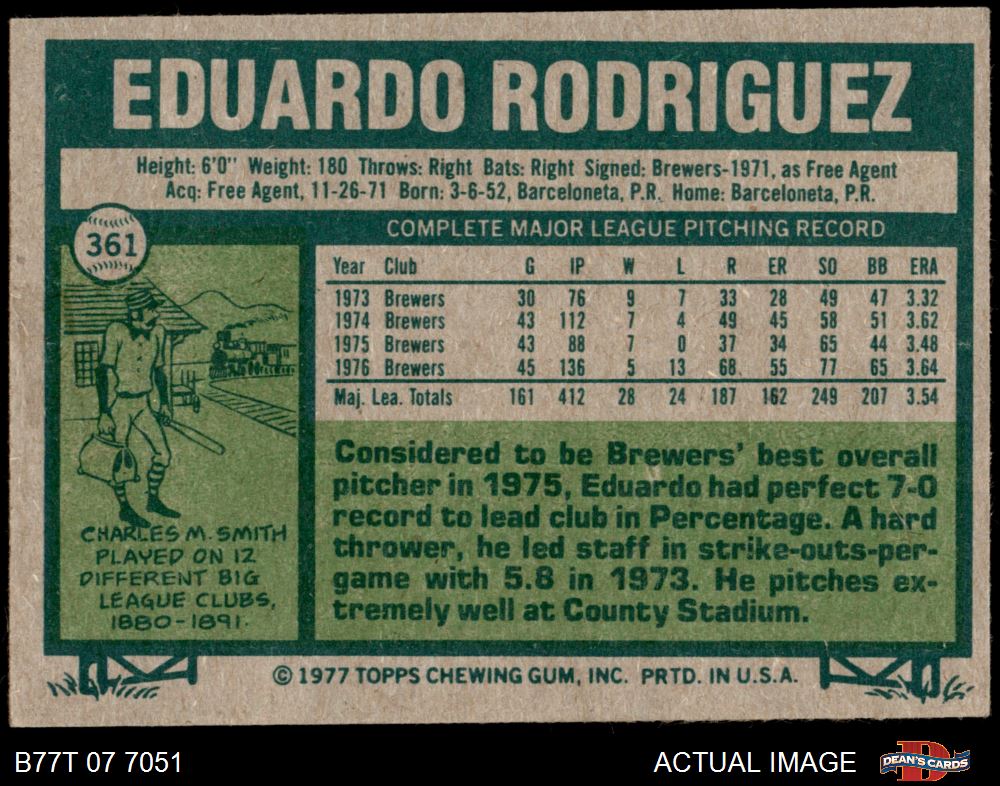 EDUARDO RODRIGUEZ
Height: 6'0" Weight: 180 Throws: Right Bats: Right Signed: Brewers-1971, as Free Agent
Acq: Free Agent, 11-26-71 Born: 3-6-52, Barceloneta, P.R. Home: Barceloneta, P.R.
361
COMPLETE MAJOR LEAGUE PITCHING RECORD
Year Club G IP W L R ER SO BB ERA
1973 Brewers 30 76 9 7 33 28 49 47 3.32
1974 Brewers 43 112 7 4 49 45 58 51 3.62
1975 Brewers 43 88 7 0 37 34 65 44 3.48
1976 Brewers 45 136 5 13 68 55 77 65 3.64
Maj. Lea. Totals 161 412 28 24 187 162 249 207 3.54
CHARLES M. SMITH
PLAYED ON 12
DIFFERENT BIG
LEAGUE CLUBS,
1880-1891.
Considered to be Brewers' best overall
pitcher in 1975, Eduardo had perfect 7-0
record to lead club in Percentage. A hard
thrower, he led staff in strike-outs-per-
game with 5.8 in 1973. He pitches ex-
tremely well at County Stadium.
© 1977 TOPPS CHEWING GUM, INC. PRTD. IN U.S.A.
B77T 07 7051
ACTUAL IMAGE
D
DEAN'S CARDS